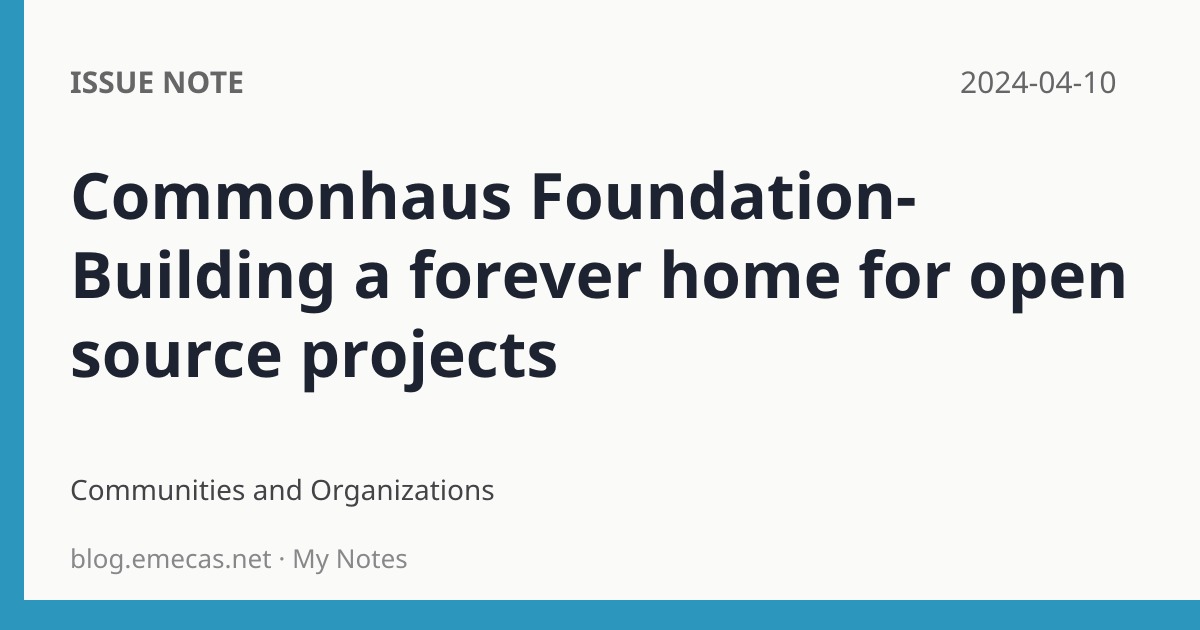 ISSUE NOTE
2024-04-10
Commonhaus Foundation-
Building a forever home for open
source projects
Communities and Organizations
blog.emecas.net · My Notes